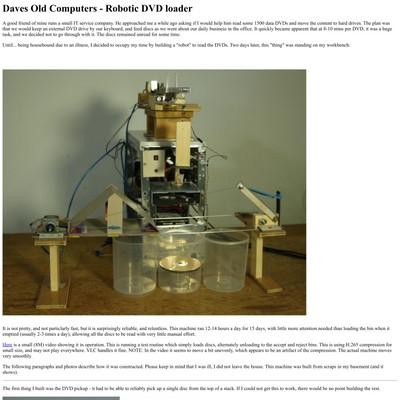 Daves Old Computers - Robotic DVD loader
A good friend of mine runs a small IT service company. He approached me a while ago asking if I would help him read some 1500 data DVDs and move the content to hard drives. The plan was
that we would keep an external DVD drive by our keyboard, and feed discs as we went about our daily business in the office. It quickly became apparent that at 8-10 mins per DVD, it was a huge
task, and we decided not to go through with it. The discs remained unread for some time.
Until... being housebound due to an illness, I decided to occupy my time by building a "robot" to read the DVDs. Two days later, this "thing" was standing on my workbench:
It is not pretty, and not particularly fast, but it is surprisingly reliable, and relentless. This machine ran 12-14 hours a day for 15 days, with little more attention needed than loading the bin when it
emptied (usually 2-3 times a day), allowing all the discs to be read with very little manual effort.
Here is a small (8M) video showing it in operation. This is running a test routine which simply loads discs, alternately unloading to the accept and reject bins. This is using H.265 compression for
small size, and may not play everywhere. VLC handles it fine. NOTE: In the video it seems to move a bit unevenly, which appears to be an artifact of the compression. The actual machine moves
very smoothly.
The following paragraphs and photos describe how it was constructed. Please keep in mind that as I was ill, I did not leave the house. This machine was built from scraps in my basement (and it
shows).
The first thing I built was the DVD pickup - it had to be able to reliably pick up a single disc from the top of a stack. If I could not get this to work, there would be no point building the rest.